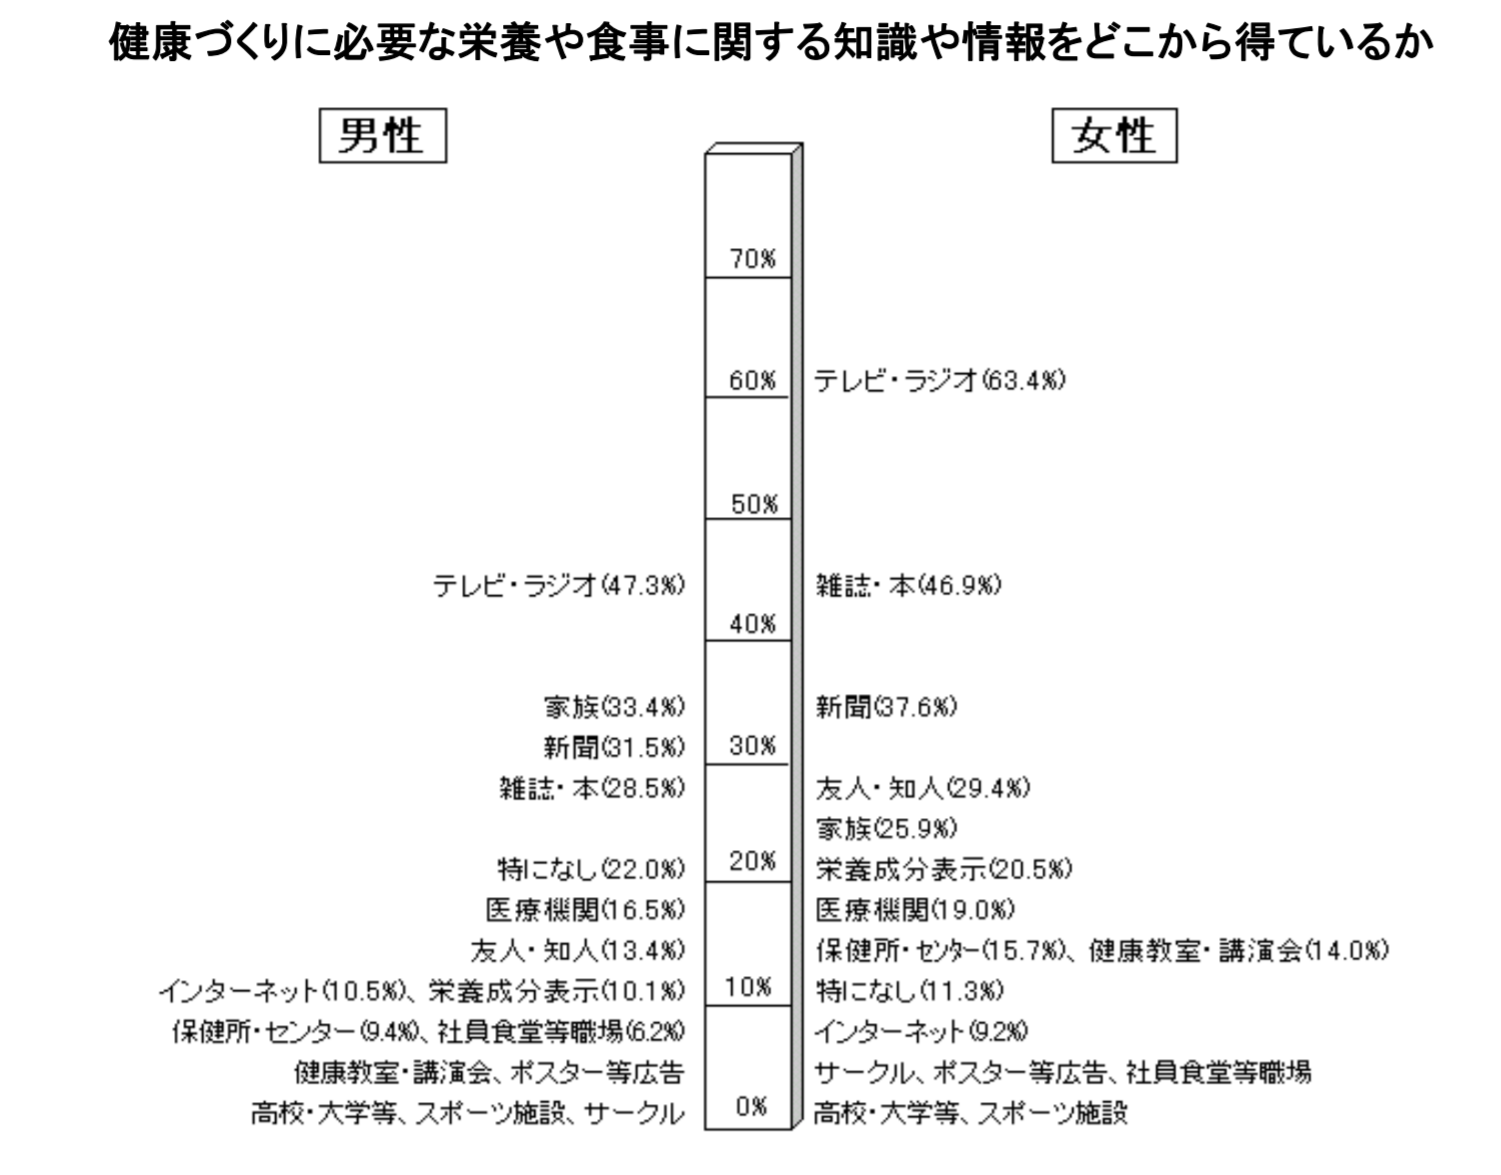 健康づくりに必要な栄養や食事に関する知識や情報をどこから得ているか
男性
女性
70%
60%
テレビ・ラジオ(63.4%)
50%
テレビ・ラジオ(47.3%)
雑誌・本(46.9%)
40%
家族(33.4%)
新聞(37.6%)
新聞(31.5%)
30%
雑誌・本(28.5%)
友人・知人(29.4%)
家族(25.9%)
特になし(22.0%)
20%
栄養成分表示(20.5%)
医療機関(16.5%)
医療機関(19.0%)
友人・知人(13.4%)
保健所・センター(15.7%)、健康教室・講演会(14.0%)
インターネット(10.5%)、栄養成分表示(10.1%)
10%
特になし(11.3%)
保健所・センター(9.4%)、社員食堂等職場(6.2%)
インターネット(9.2%)
健康教室・講演会、ポスター等広告
サークル、ポスター等広告、社員食堂等職場
高校・大学等、スポーツ施設、サークル
0%
高校・大学等、スポーツ施設